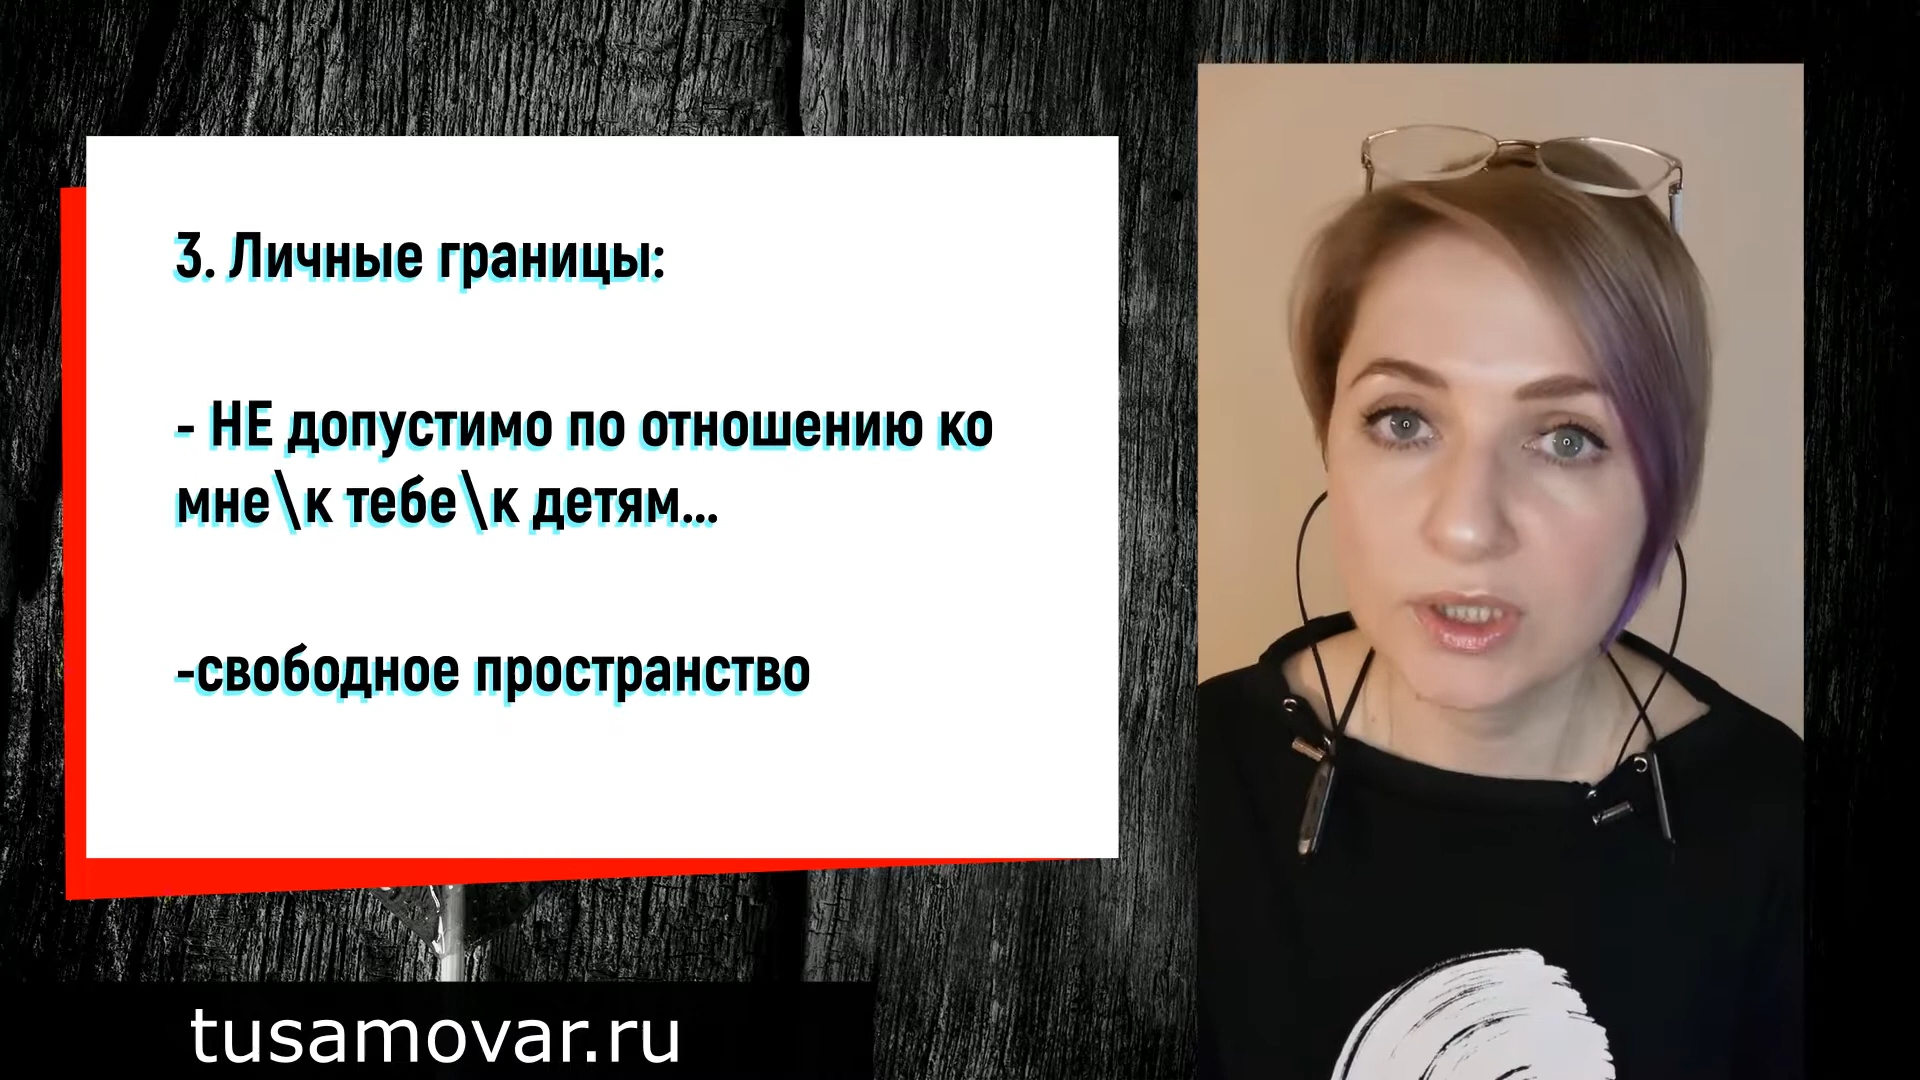 3. Личные границы:
- НЕ допустимо по отношению ко
мне\к тебе\к детям...
-свободное пространство
tusamovar.ru